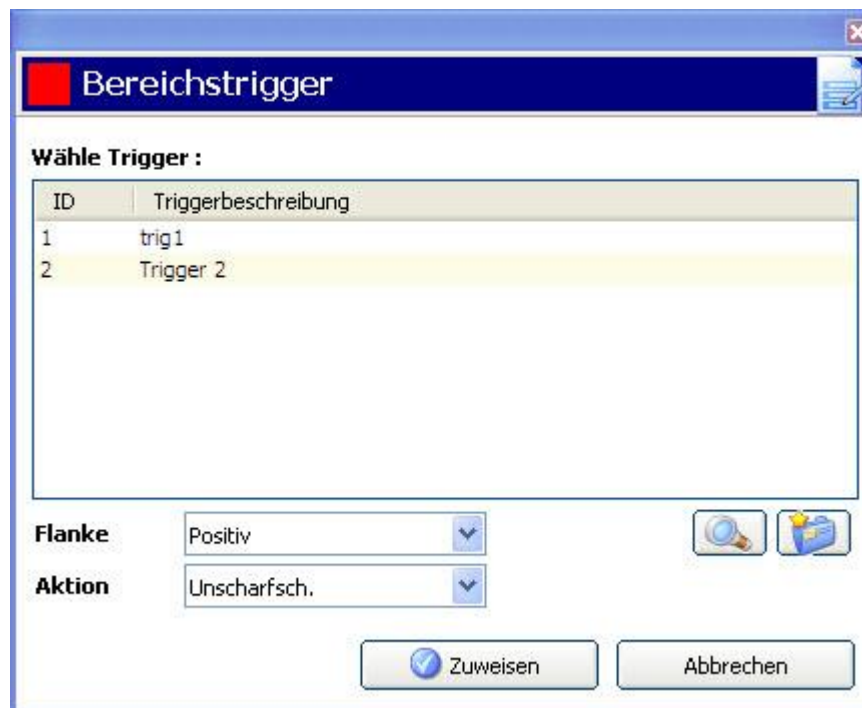 Bereichstrigger
Wähle Trigger :
ID Triggerbeschreibung
1 trig1
2 Trigger 2
Flanke Positiv
Aktion Unscharfsch.
Zuweisen Abbrechen